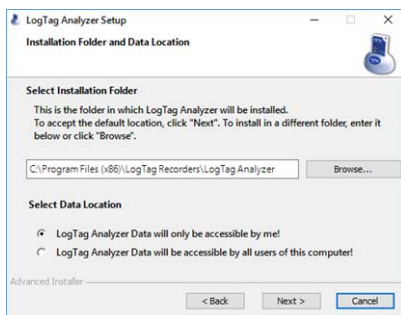 LogTag Analyzer Setup
Installation Folder and Data Location
Select Installation Folder
This is the folder in which LogTag Analyzer will be installed.
To accept the default location, click "Next". To install in a different folder, enter it
below or click "Browse".
C:\Program Files (x86)\LogTag Recorders\LogTag Analyzer
Browse...
Select Data Location
LogTag Analyzer Data will only be accessible by me!
LogTag Analyzer Data will be accessible by all users of this computer!
Advanced Installer
< Back
Next >
Cancel